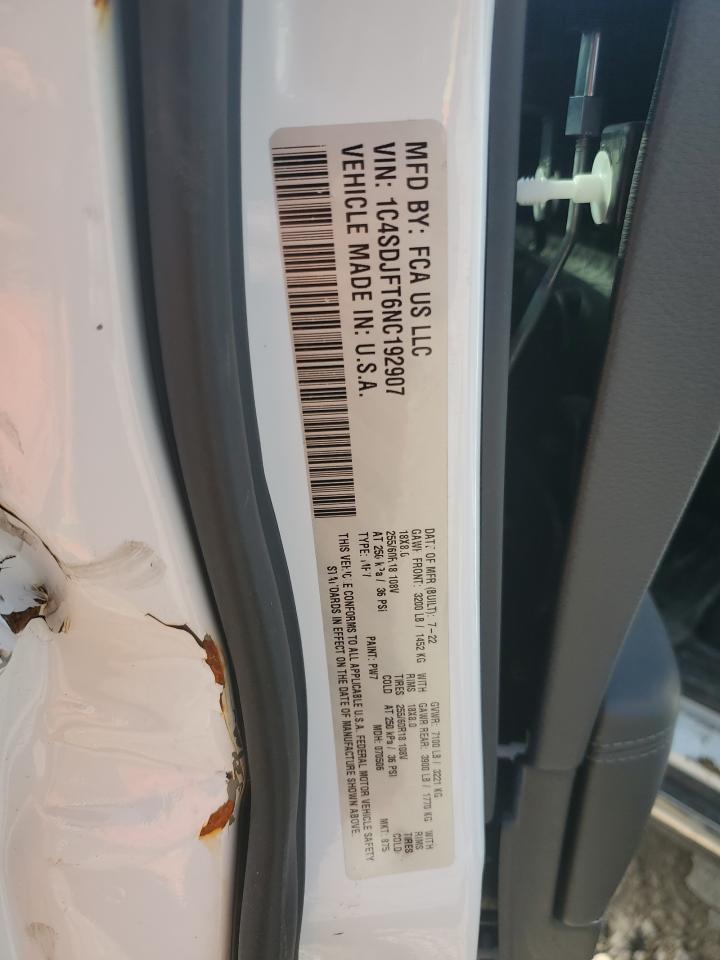 MFD BY: FCA US LLC
VIN: 1C4SDJFT6NC192907
VEHICLE MADE IN: U.S.A.
DATE OF MFR (BUILT): 7-22 GVWR: 7100 LB / 3221 KG
GAWR FRONT: 3200 LB / 1452 KG WITH GAWR REAR: 3900 LB / 1770 KG WITH
18X8.0 RIMS 18X8.0 RIMS
255/60R18 108V TIRES 255/60R18 108V TIRES
AT 250 kPa / 36 PSI COLD AT 250 kPa / 36 PSI COLD
TYPE: MPV PAINT: PW7 MDH: 070506 MKT: 875
THIS VEHICLE CONFORMS TO ALL APPLICABLE U.S.A. FEDERAL MOTOR VEHICLE SAFETY
STANDARDS IN EFFECT ON THE DATE OF MANUFACTURE SHOWN ABOVE.